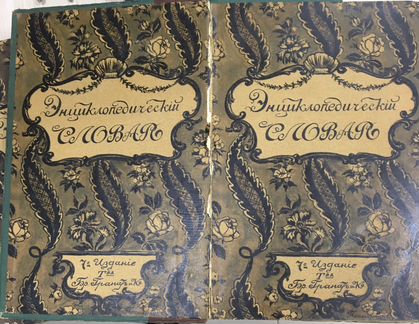 Энциклопедическій
СЛОВАРЬ
7е Изданіе
Т-ва
Бр. Гранатъ и Ко
Энциклопедическій
СЛОВАРЬ
7е Изданіе
Т-ва
Бр. Гранатъ и Ко